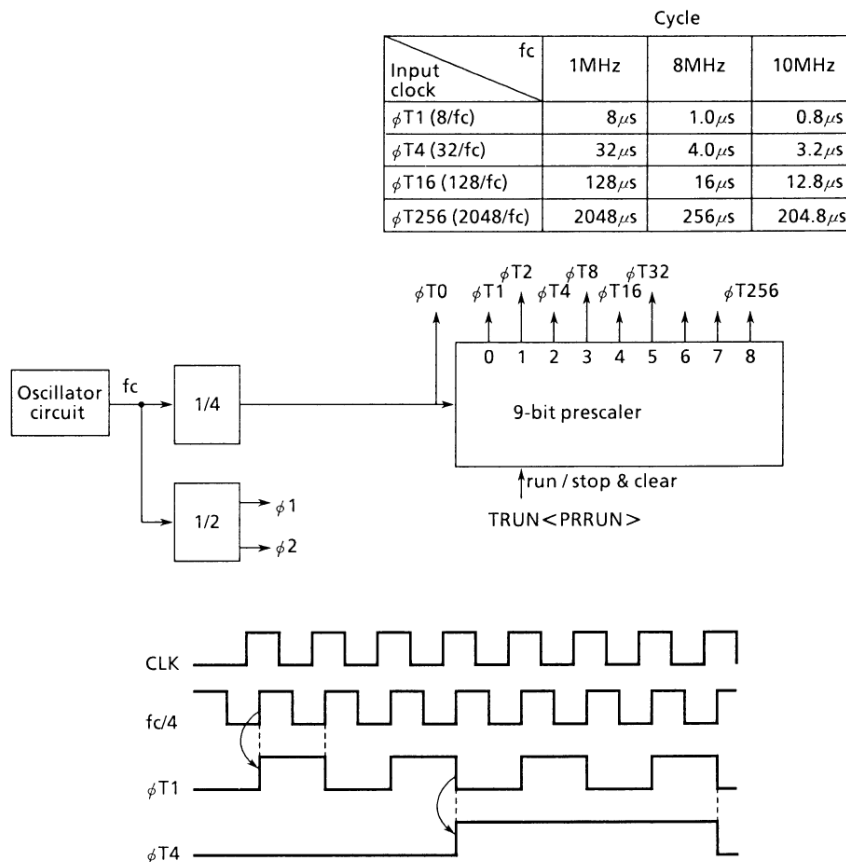 Cycle
fc
Input
clock
1MHz 8MHz 10MHz
φT1 (8/fc) 8μs 1.0μs 0.8μs
φT4 (32/fc) 32μs 4.0μs 3.2μs
φT16 (128/fc) 128μs 16μs 12.8μs
φT256 (2048/fc) 2048μs 256μs 204.8μs
φT2 φT8 φT32
φT0 φT1 φT4 φT16 φT256
0 1 2 3 4 5 6 7 8
Oscillator
circuit
fc
1/4
9-bit prescaler
run / stop & clear
TRUN<PRRUN>
1/2
φ1
φ2
CLK
fc/4
φT1
φT4